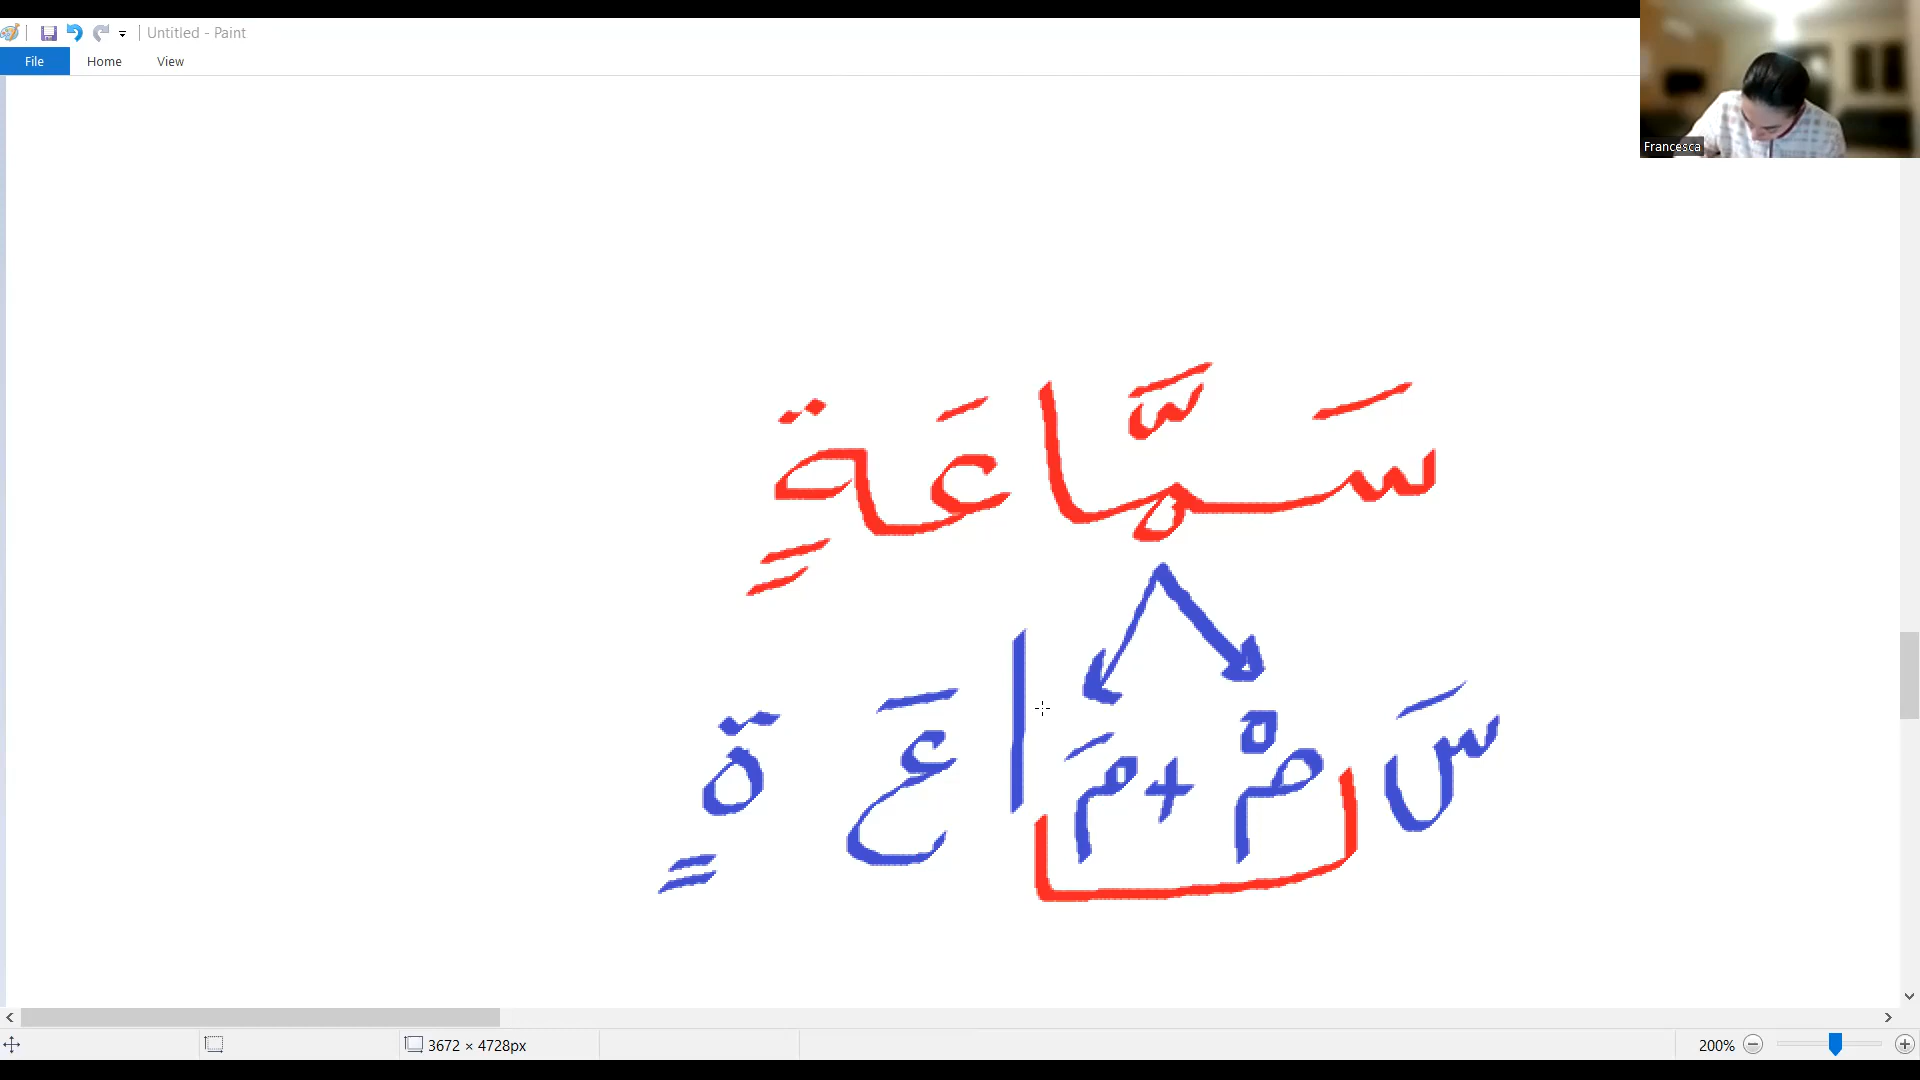 Untitled - Paint
File Home View
Francesca
سَمَّاعَةٍ
سَ مْ + مَ ا عَ ةٍ
3672 × 4728px
200%